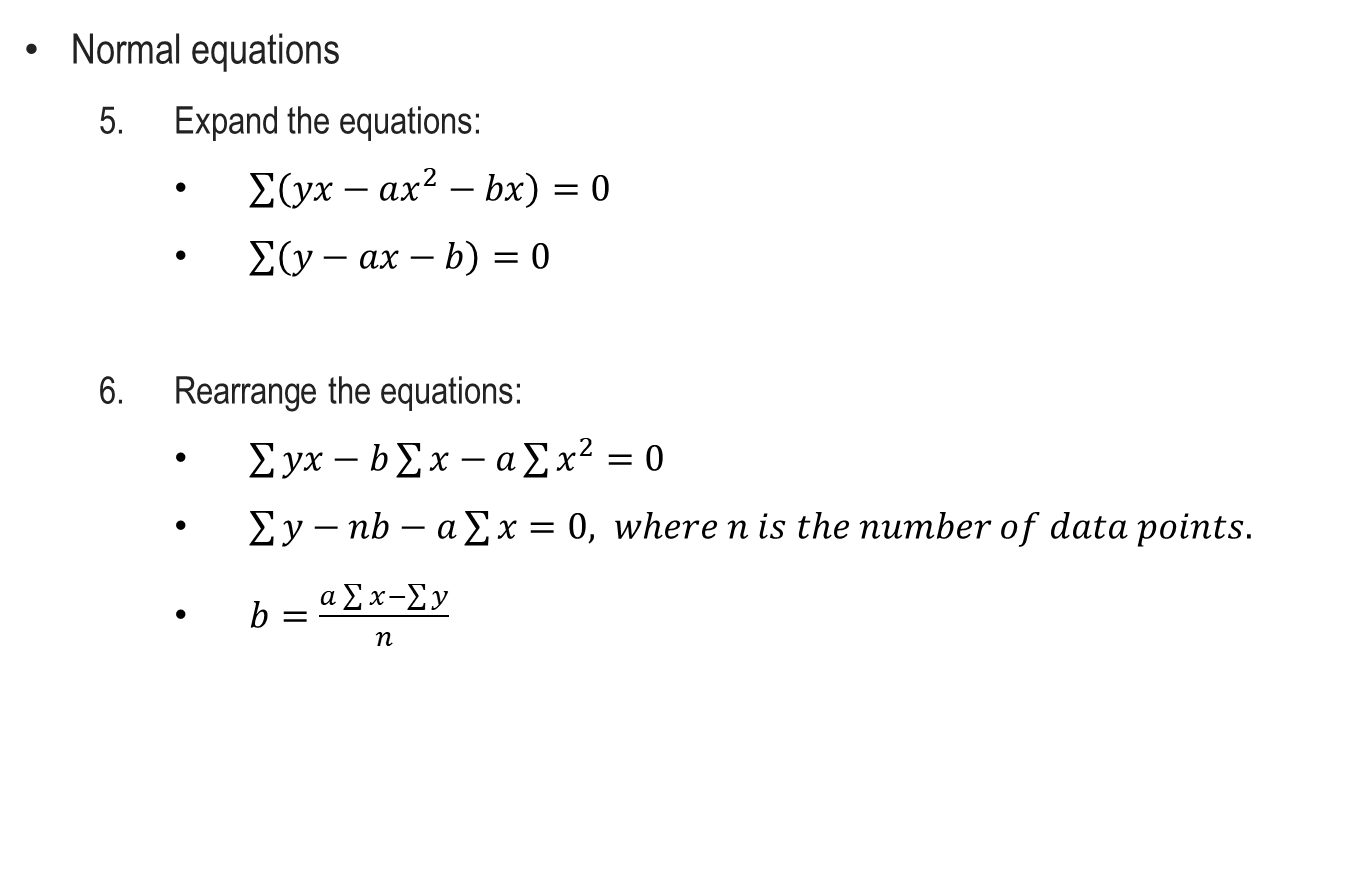 • Normal equations
5. Expand the equations:
• ∑(yx − ax² − bx) = 0
• ∑(y − ax − b) = 0
6. Rearrange the equations:
• ∑ yx − b ∑ x − a ∑ x² = 0
• ∑ y − nb − a ∑ x = 0, where n is the number of data points.
• b = (a ∑ x−∑ y)/n